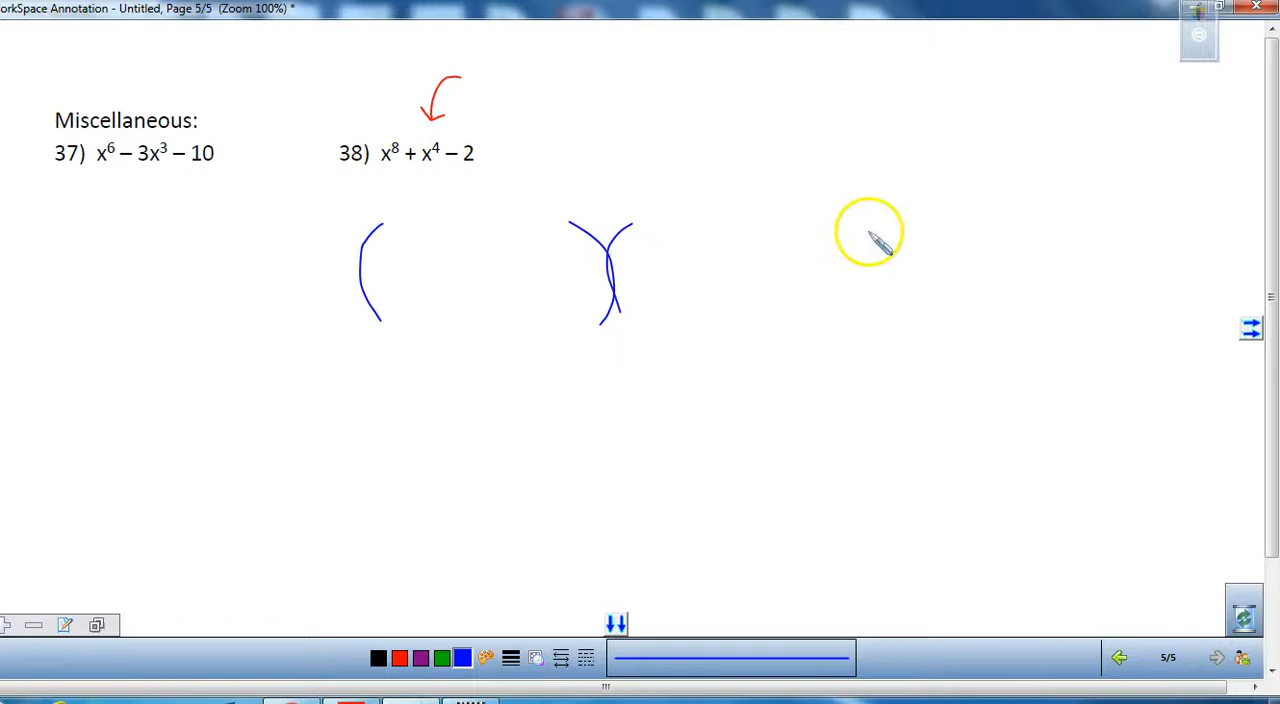 orkSpace Annotation - Untitled, Page 5/5 (Zoom 100%) *
Miscellaneous:
37) x⁶ – 3x³ – 10 38) x⁸ + x⁴ – 2
( )(
5/5